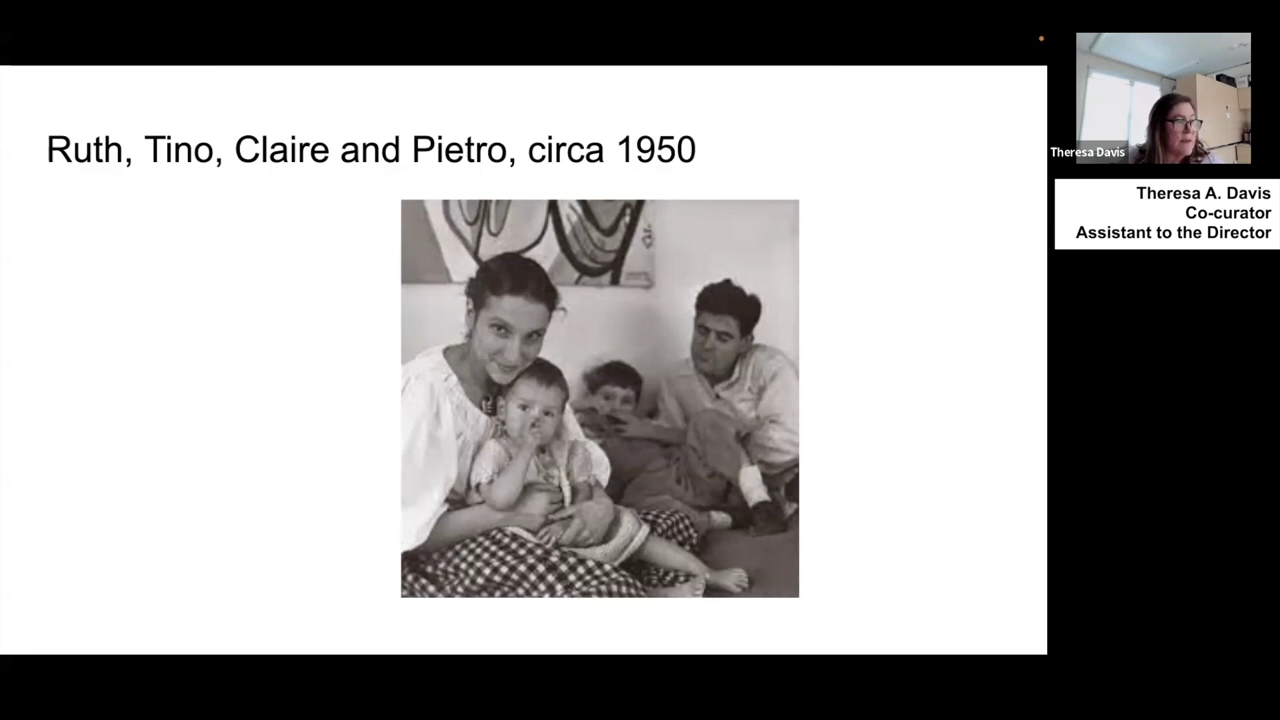 Ruth, Tino, Claire and Pietro, circa 1950
Theresa Davis
Theresa A. Davis
Co-curator
Assistant to the Director